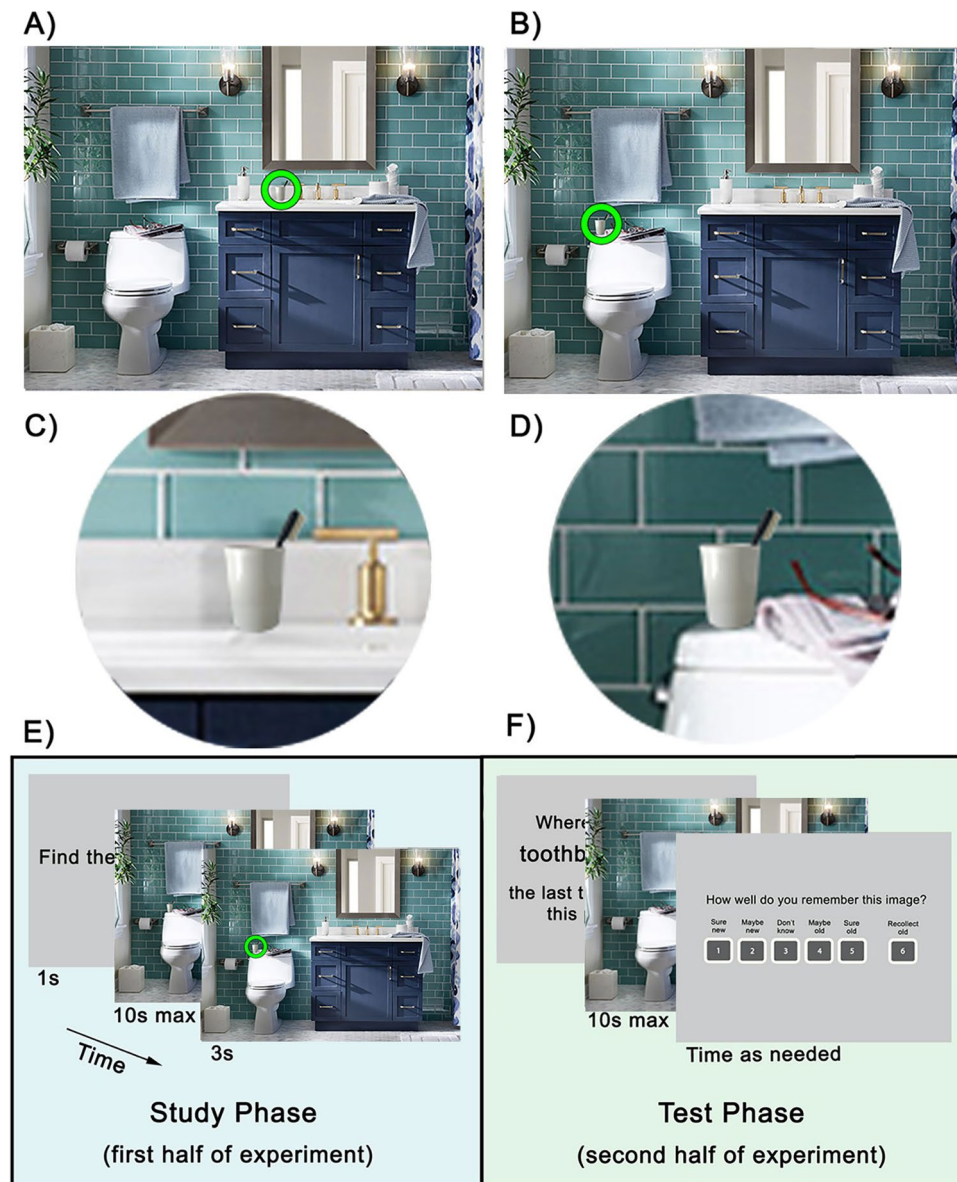 A)
B)
C)
D)
E)
F)
Find the
1s
10s max
3s
Time
Study Phase
(first half of experiment)
the last
this
How well do you remember this image?
Sure new
Maybe new
Don't know
Maybe old
Sure old
Recollect old
1
2
3
4
5
6
10s max
Time as needed
Test Phase
(second half of experiment)